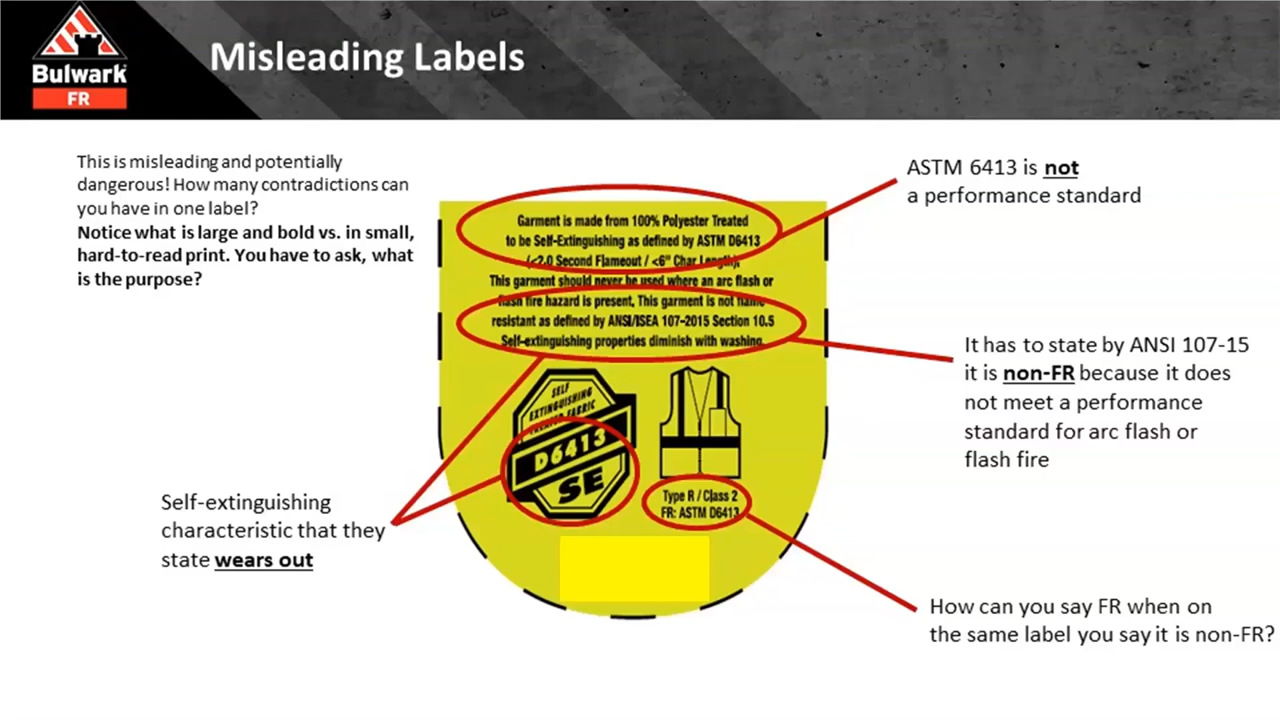 Bulwark
FR
Misleading Labels
This is misleading and potentially
dangerous! How many contradictions can
you have in one label?
Notice what is large and bold vs. in small,
hard-to-read print. You have to ask, what
is the purpose?
ASTM 6413 is not
a performance standard
Garment is made from 100% Polyester Treated
to be Self-Extinguishing as defined by ASTM D6413
(<2.0 Second Flameout / <6" Char Length).
This garment should never be used where an arc flash or
flash fire hazard is present. This garment is not flame
resistant as defined by ANSI/ISEA 107-2015 Section 10.5
Self-extinguishing properties diminish with washing.
It has to state by ANSI 107-15
it is non-FR because it does
not meet a performance
standard for arc flash or
flash fire
SELF
EXTINGUISHING
TREATED FABRIC
D6413
SE
Type R / Class 2
FR: ASTM D6413
Self-extinguishing
characteristic that they
state wears out
How can you say FR when on
the same label you say it is non-FR?